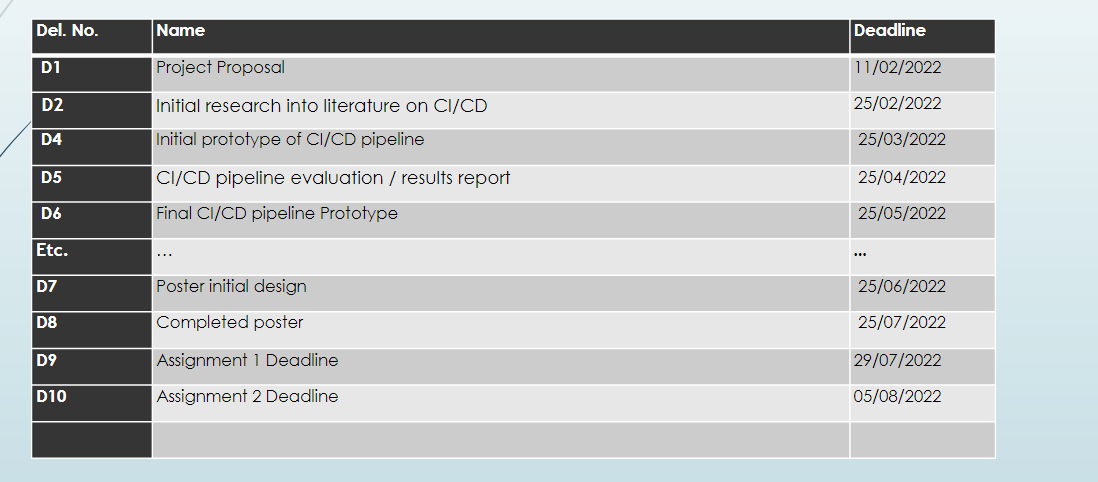 Del. No. Name Deadline
D1 Project Proposal 11/02/2022
D2 Initial research into literature on CI/CD 25/02/2022
D4 Initial prototype of CI/CD pipeline 25/03/2022
D5 CI/CD pipeline evaluation / results report 25/04/2022
D6 Final CI/CD pipeline Prototype 25/05/2022
Etc. ... ...
D7 Poster initial design 25/06/2022
D8 Completed poster 25/07/2022
D9 Assignment 1 Deadline 29/07/2022
D10 Assignment 2 Deadline 05/08/2022